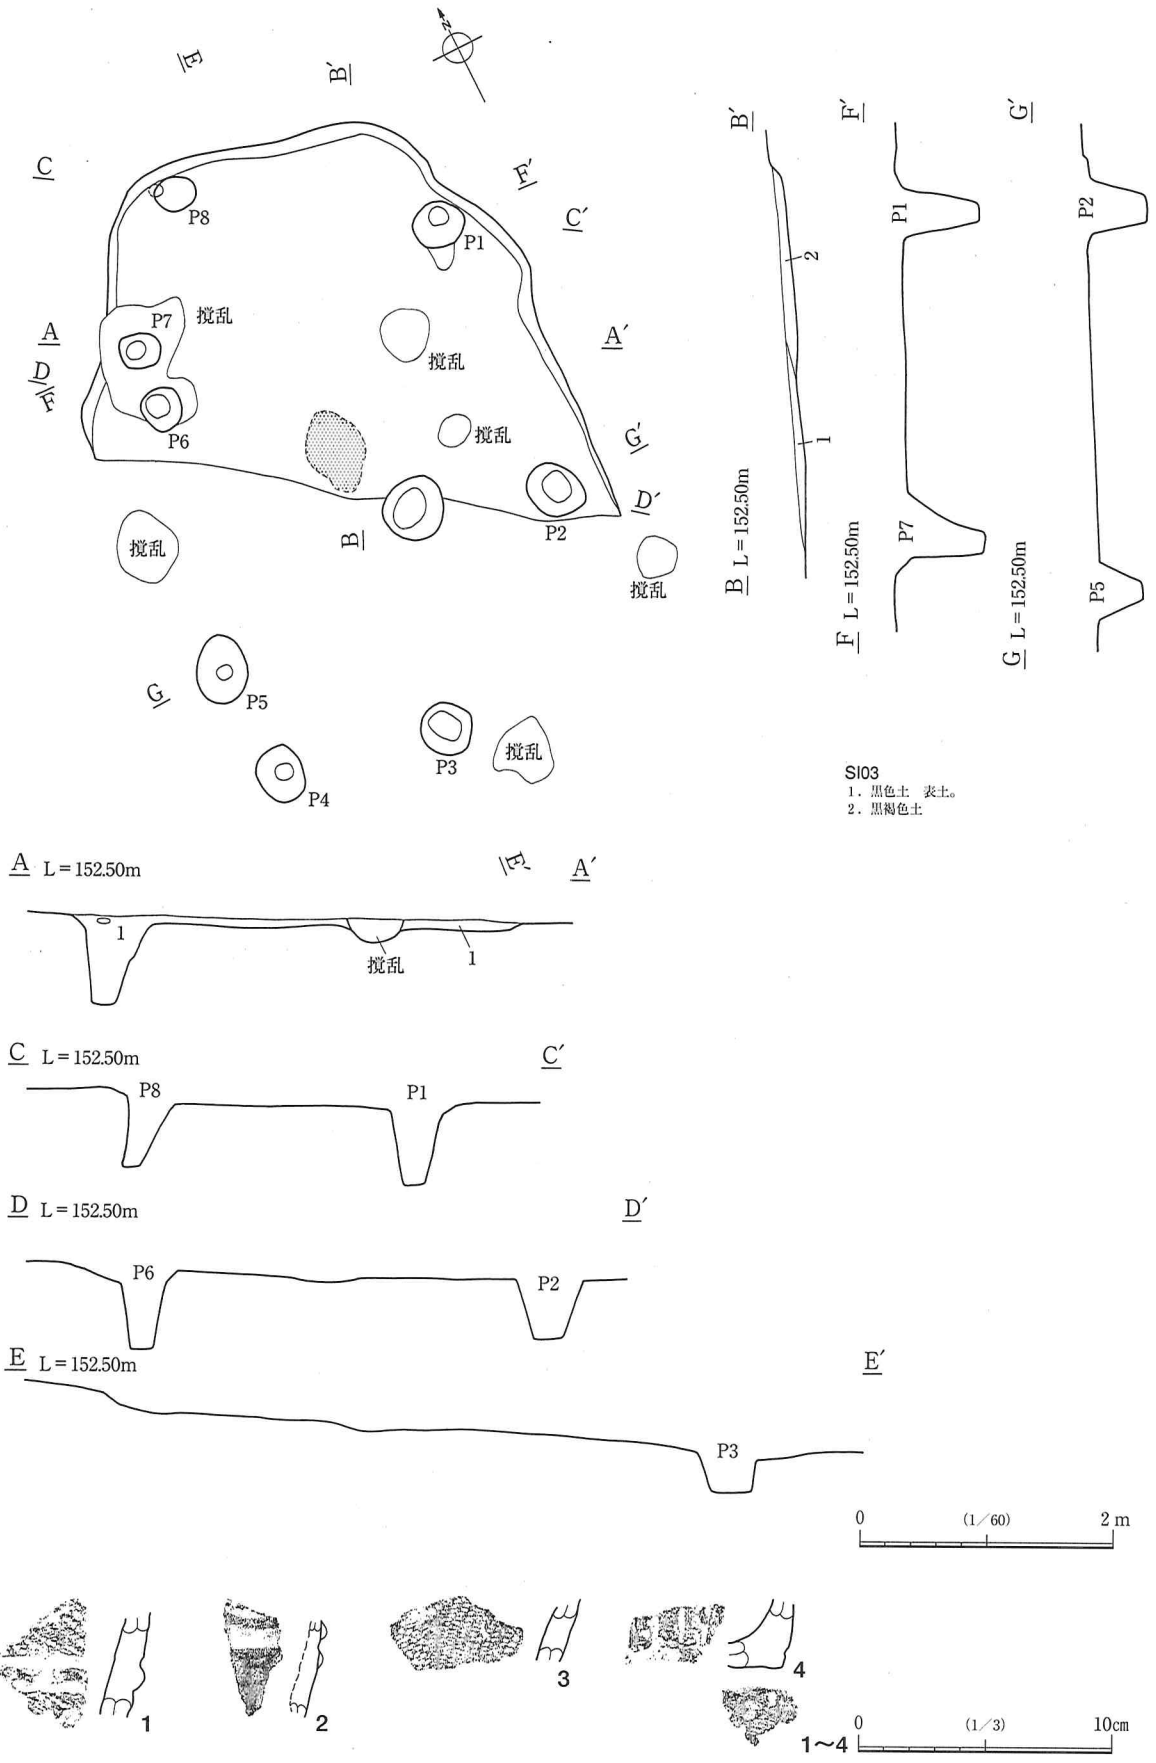 N
E
B′
C
F′
C′
P8
P1
A
P7
撹乱
撹乱
A′
D
F
P6
撹乱
G′
D′
B
P2
撹乱
撹乱
G
P5
P3
撹乱
P4
B′
2
1
B L＝152.50m
F′
P1
P7
F L＝152.50m
G′
P2
P5
G L＝152.50m
SI03
1．黒色土　表土。
2．黒褐色土
A L＝152.50m
E′
A′
1
撹乱
1
C L＝152.50m
C′
P8
P1
D L＝152.50m
D′
P6
P2
E L＝152.50m
E′
P3
0 (1/60) 2m
1
2
3
4
1〜4
0 (1/3) 10cm